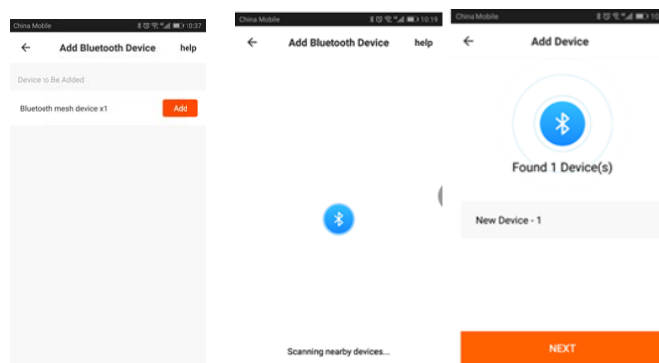 China Mobile 10:37
Add Bluetooth Device help
Device to Be Added
Bluetooth mesh device x1 Add
China Mobile 10:19
Add Bluetooth Device help
Scanning nearby devices...
China Mobile
Add Device
Found 1 Device(s)
New Device - 1
NEXT